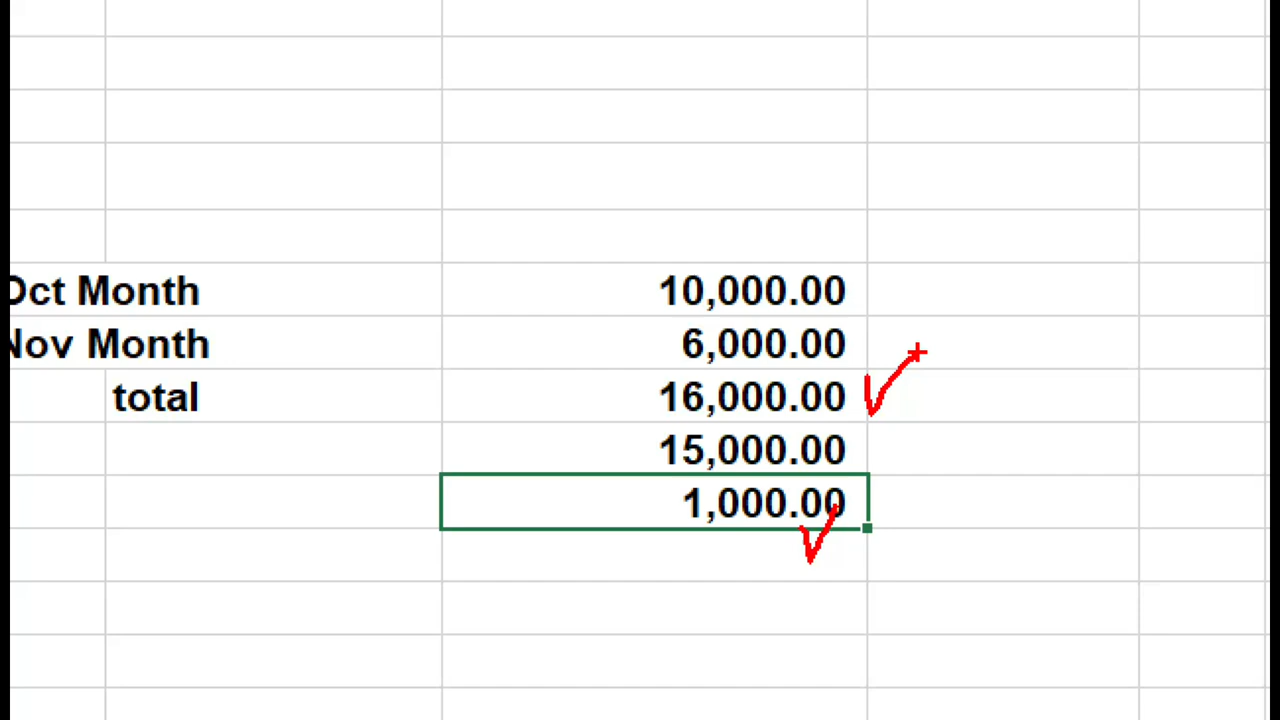 Oct Month 10,000.00
Nov Month 6,000.00
total 16,000.00
15,000.00
1,000.00